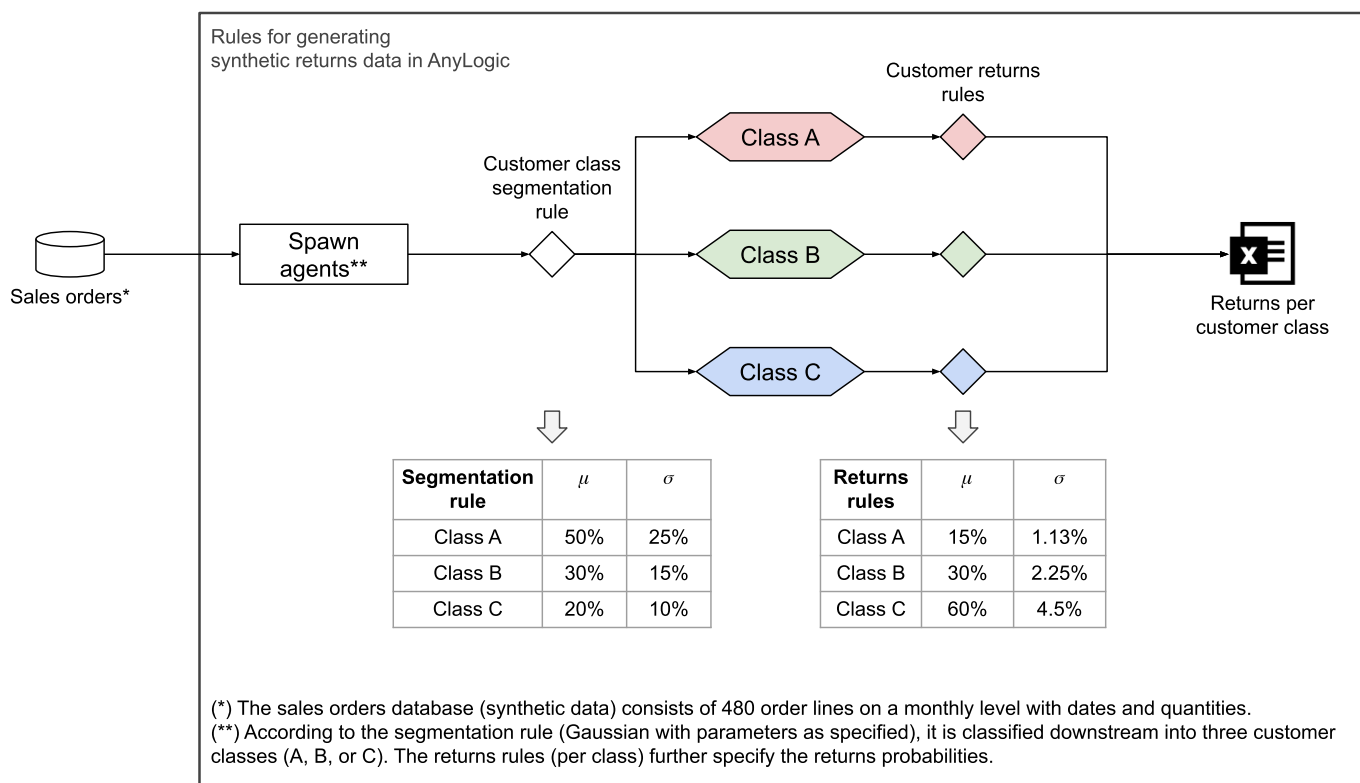 Rules for generating
synthetic returns data in AnyLogic
Customer returns
rules
Class A
Customer class
segmentation
rule
Spawn
agents**
Class B
X
Sales orders*
Returns per
customer class
Class C
Segmentation
rule
μ
σ
Class A
50%
25%
Class B
30%
15%
Class C
20%
10%
Returns
rules
μ
σ
Class A
15%
1.13%
Class B
30%
2.25%
Class C
60%
4.5%
(*) The sales orders database (synthetic data) consists of 480 order lines on a monthly level with dates and quantities.
(**) According to the segmentation rule (Gaussian with parameters as specified), it is classified downstream into three customer
classes (A, B, or C). The returns rules (per class) further specify the returns probabilities.